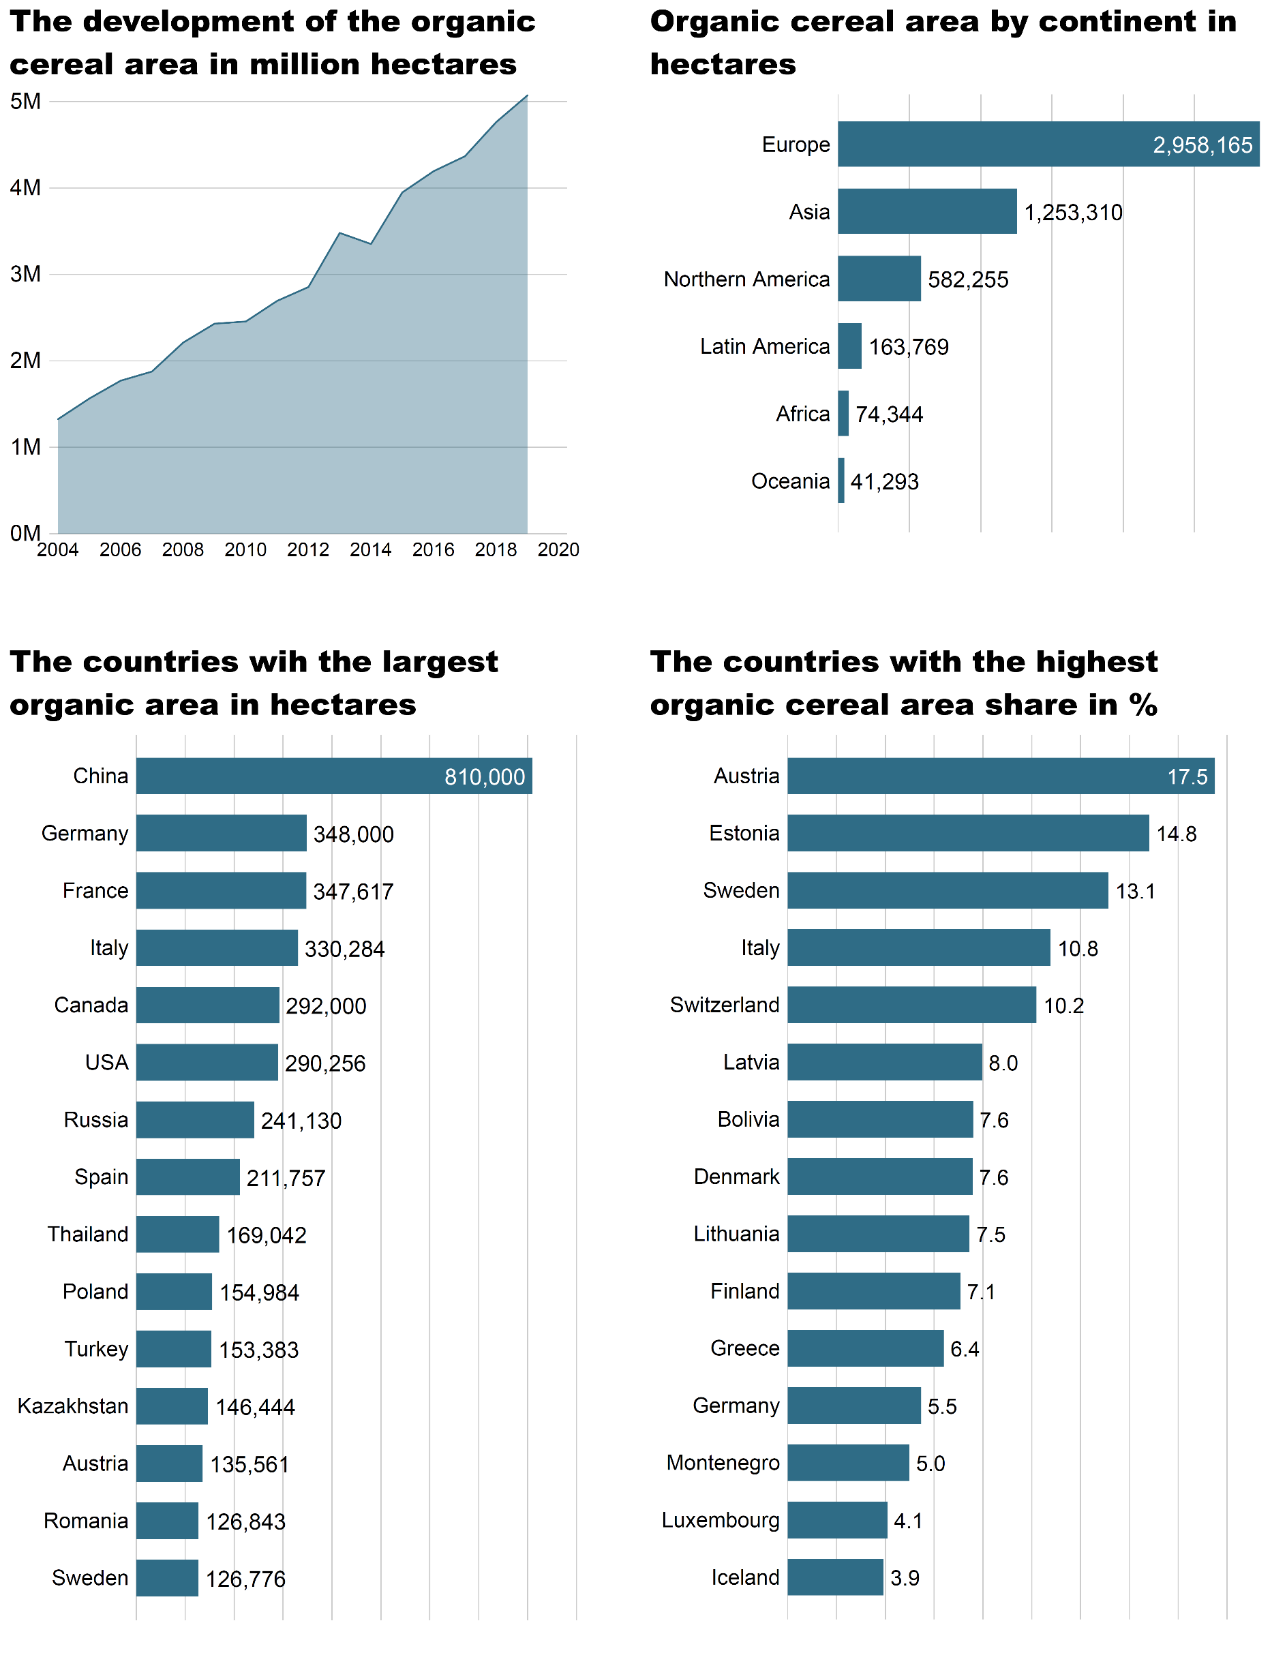 The development of the organic
cereal area in million hectares
5M
4M
3M
2M
1M
0M
2004 2006 2008 2010 2012 2014 2016 2018 2020
Organic cereal area by continent in
hectares
Europe 2,958,165
Asia 1,253,310
Northern America 582,255
Latin America 163,769
Africa 74,344
Oceania 41,293
The countries wih the largest
organic area in hectares
China 810,000
Germany 348,000
France 347,617
Italy 330,284
Canada 292,000
USA 290,256
Russia 241,130
Spain 211,757
Thailand 169,042
Poland 154,984
Turkey 153,383
Kazakhstan 146,444
Austria 135,561
Romania 126,843
Sweden 126,776
The countries with the highest
organic cereal area share in %
Austria 17.5
Estonia 14.8
Sweden 13.1
Italy 10.8
Switzerland 10.2
Latvia 8.0
Bolivia 7.6
Denmark 7.6
Lithuania 7.5
Finland 7.1
Greece 6.4
Germany 5.5
Montenegro 5.0
Luxembourg 4.1
Iceland 3.9